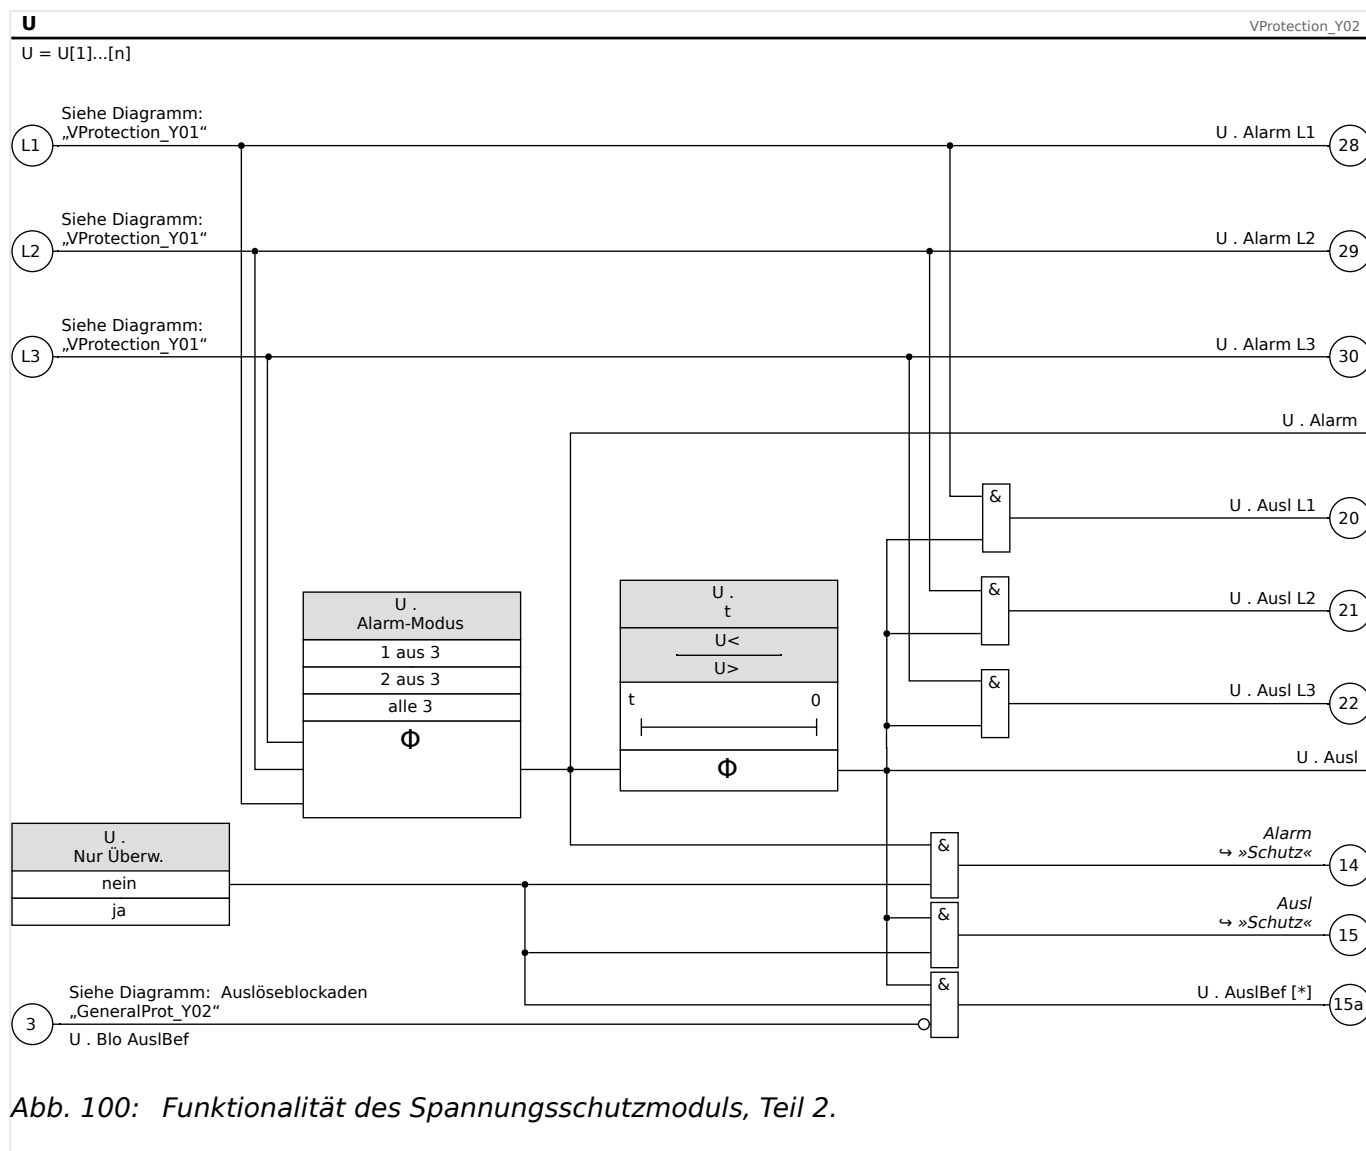 U
VProtection_Y02
U = U[1]...[n]
Siehe Diagramm:
„VProtection_Y01“
L1
U . Alarm L1
28
Siehe Diagramm:
„VProtection_Y01“
L2
U . Alarm L2
29
Siehe Diagramm:
„VProtection_Y01“
L3
U . Alarm L3
30
U . Alarm
&
U . Ausl L1
20
&
U . Ausl L2
21
&
U . Ausl L3
22
U .
Alarm-Modus
1 aus 3
2 aus 3
alle 3
Φ
U .
t
U<
U>
t 0
Φ
U . Ausl
U .
Nur Überw.
nein
ja
&
Alarm
↪ »Schutz«
14
&
Ausl
↪ »Schutz«
15
&
U . AuslBef [*]
15a
Siehe Diagramm: Auslöseblockaden
„GeneralProt_Y02“
3
U . Blo AuslBef
Abb. 100: Funktionalität des Spannungsschutzmoduls, Teil 2.